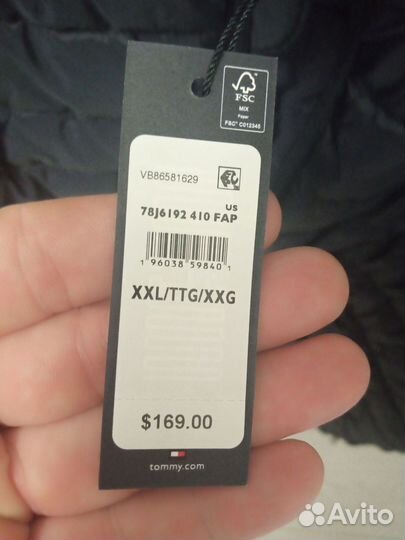 FSC
MIX
Paper
FSC® C012345
VB86581629
US
78J6192 410 FAP
1 96038 59840 1
XXL/TTG/XXG
$169.00
tommy.com
Avito